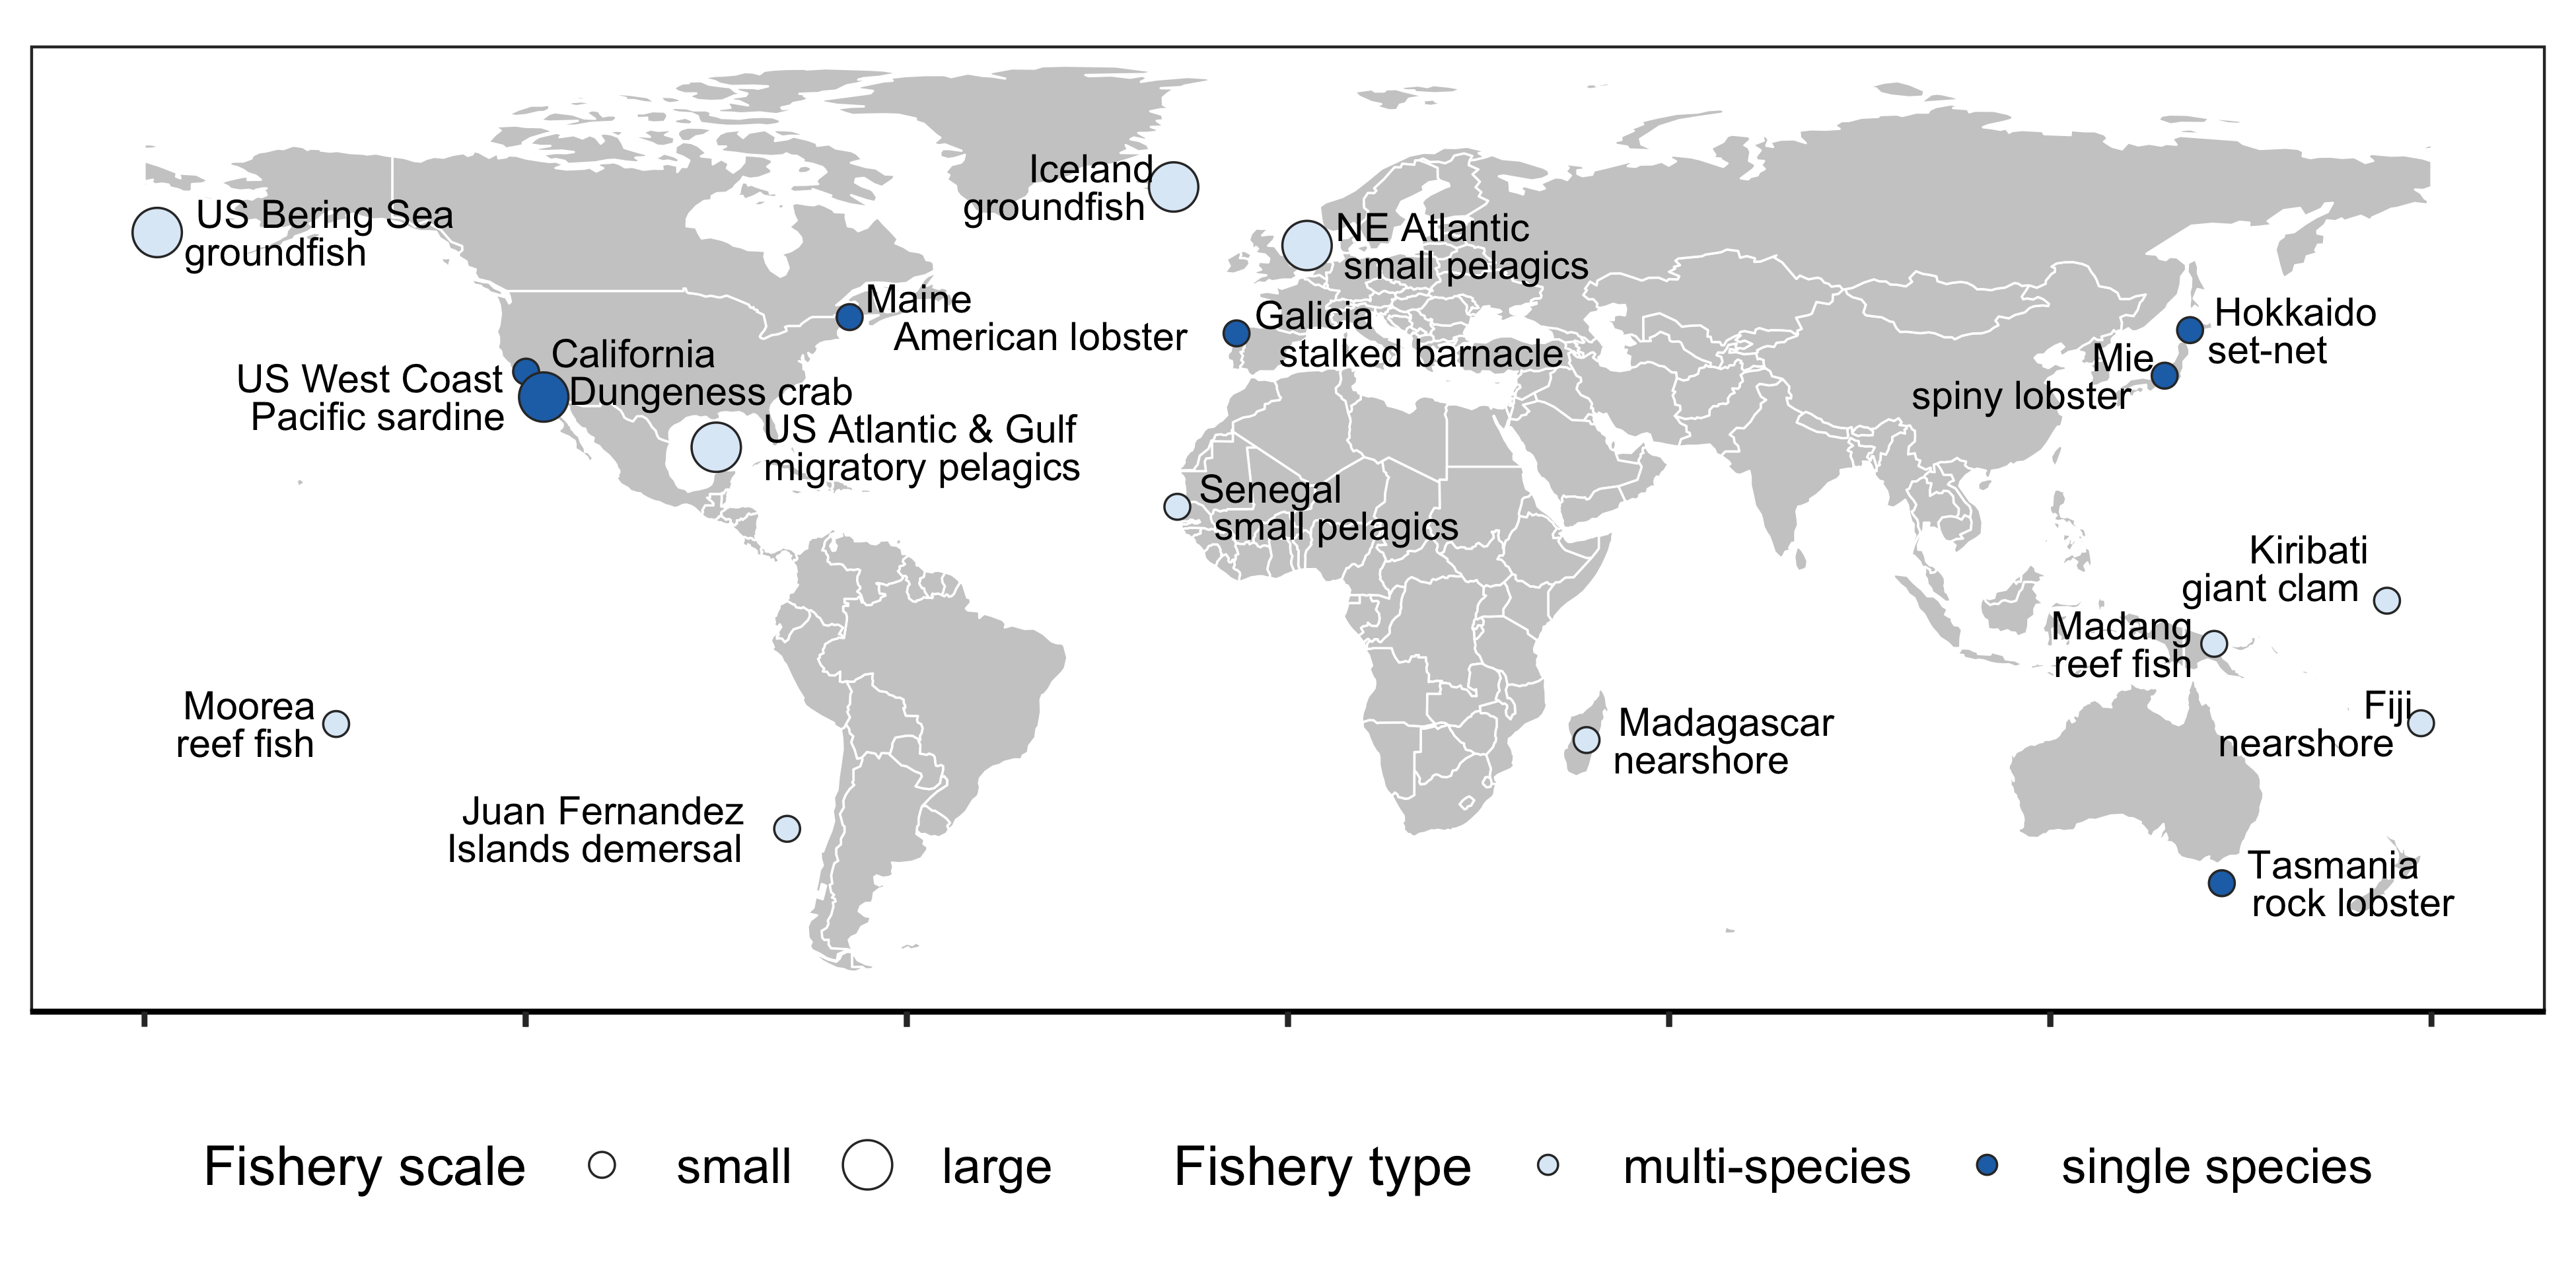 Iceland
groundfish
US Bering Sea
groundfish
NE Atlantic
small pelagics
Maine
American lobster
Galicia
stalked barnacle
Hokkaido
set-net
Mie
spiny lobster
California
Dungeness crab
US West Coast
Pacific sardine
US Atlantic & Gulf
migratory pelagics
Senegal
small pelagics
Kiribati
giant clam
Madang
reef fish
Moorea
reef fish
Madagascar
nearshore
Fiji
nearshore
Juan Fernandez
Islands demersal
Tasmania
rock lobster
Fishery scale small large Fishery type multi-species single species